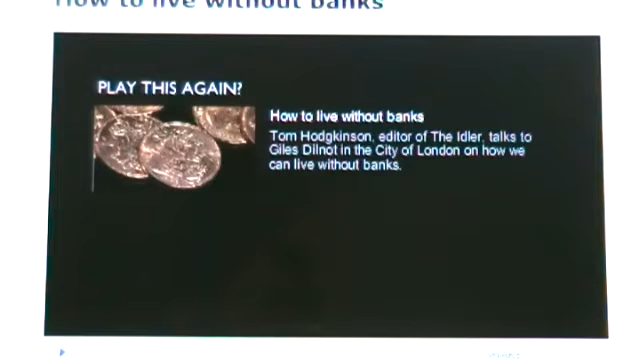 How to live without banks
PLAY THIS AGAIN?
How to live without banks
Tom Hodgkinson, editor of The Idler, talks to
Giles Dilnot in the City of London on how we
can live without banks.